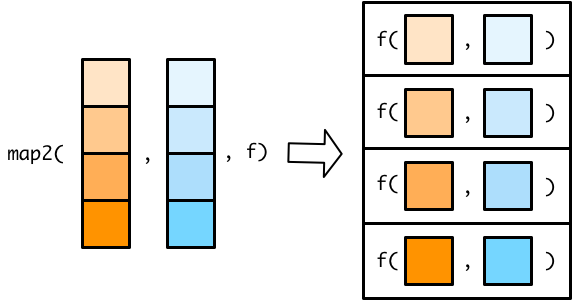 map2( , , f)
f( , )
f( , )
f( , )
f( , )